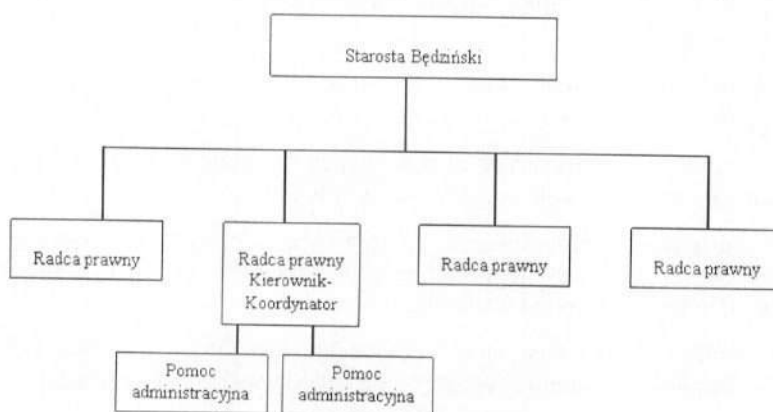 Starosta Będziński
Radca prawny
Radca prawny
Kierownik-
Koordynator
Radca prawny
Radca prawny
Pomoc
administracyjna
Pomoc
administracyjna